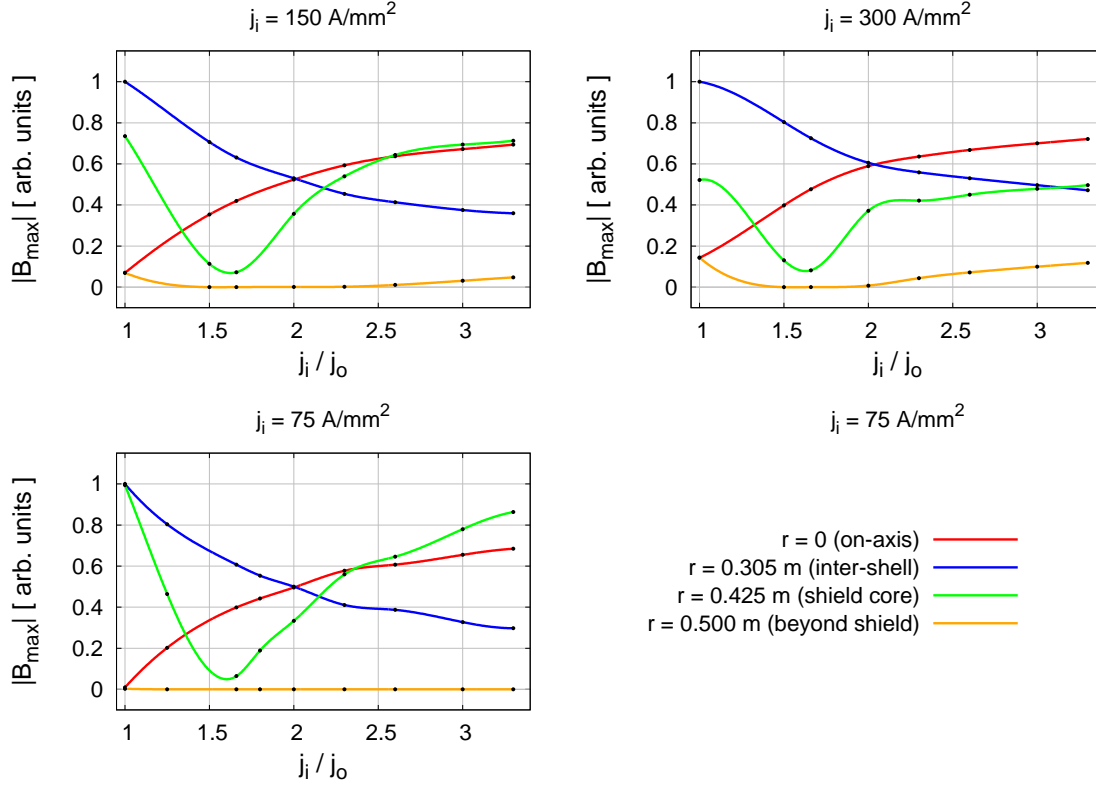 j_i = 150 A/mm^2
|B_max| [ arb. units ]
1
0.8
0.6
0.4
0.2
0
1 1.5 2 2.5 3
j_i / j_o
j_i = 300 A/mm^2
|B_max| [ arb. units ]
1
0.8
0.6
0.4
0.2
0
1 1.5 2 2.5 3
j_i / j_o
j_i = 75 A/mm^2
|B_max| [ arb. units ]
1
0.8
0.6
0.4
0.2
0
1 1.5 2 2.5 3
j_i / j_o
j_i = 75 A/mm^2
r = 0 (on-axis)
r = 0.305 m (inter-shell)
r = 0.425 m (shield core)
r = 0.500 m (beyond shield)